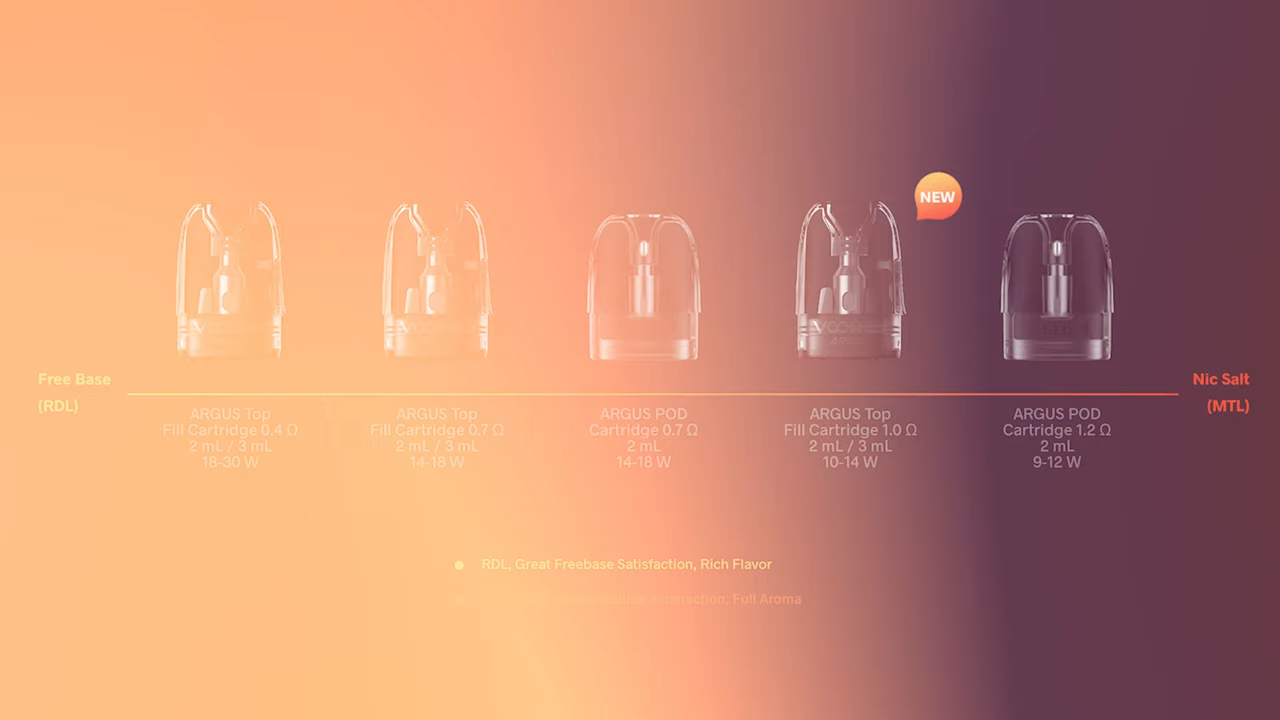 NEW
Free Base
(RDL)
Nic Salt
(MTL)
ARGUS Top
Fill Cartridge 0.4 Ω
2 mL / 3 mL
18-30 W
ARGUS Top
Fill Cartridge 0.7 Ω
2 mL / 3 mL
14-18 W
ARGUS POD
Cartridge 0.7 Ω
2 mL
14-18 W
ARGUS Top
Fill Cartridge 1.0 Ω
2 mL / 3 mL
10-14 W
ARGUS POD
Cartridge 1.2 Ω
2 mL
9-12 W
RDL, Great Freebase Satisfaction, Rich Flavor
Satisfaction, Full Aroma